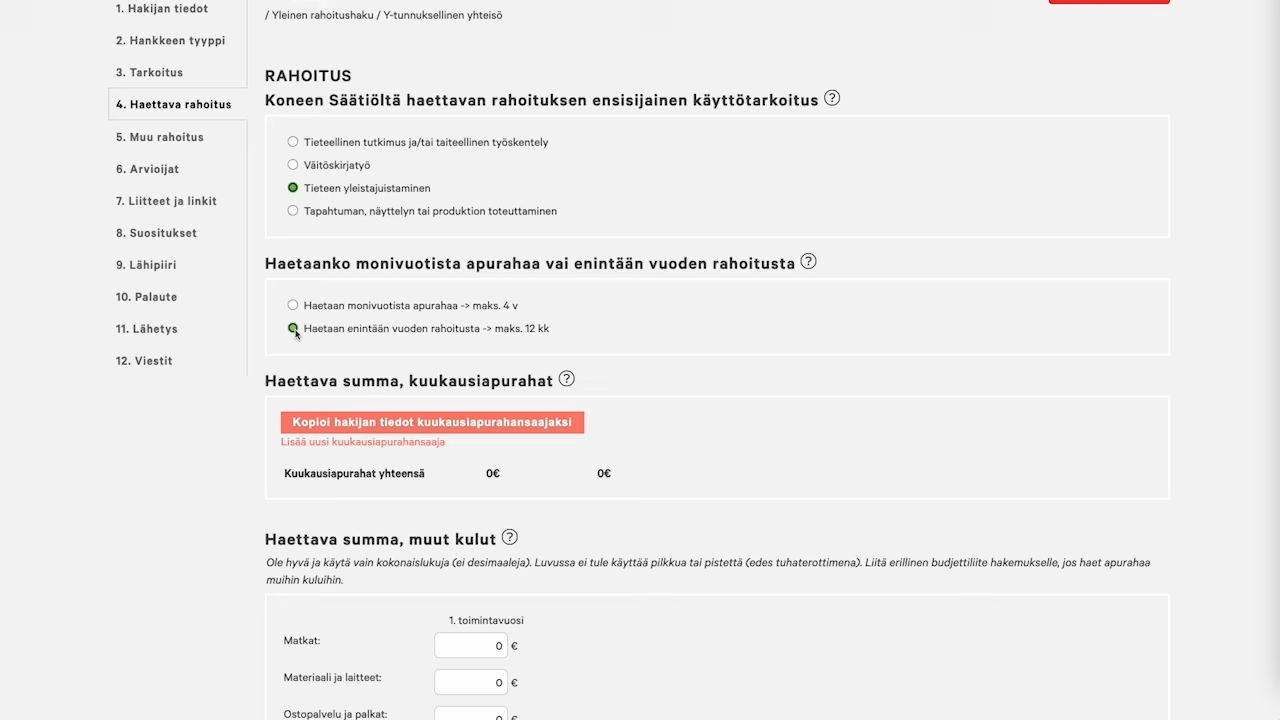 1. Hakijan tiedot
2. Hankkeen tyyppi
3. Tarkoitus
4. Haettava rahoitus
5. Muu rahoitus
6. Arvioijat
7. Liitteet ja linkit
8. Suositukset
9. Lähipiiri
10. Palaute
11. Lähetys
12. Viestit
/ Yleinen rahoitushaku / Y-tunnuksellinen yhteisö
RAHOITUS
Koneen Säätiöltä haettavan rahoituksen ensisijainen käyttötarkoitus ?
Tieteellinen tutkimus ja/tai taiteellinen työskentely
Väitöskirjatyö
Tieteen yleistajuistaminen
Tapahtuman, näyttelyn tai produktion toteuttaminen
Haetaanko monivuotista apurahaa vai enintään vuoden rahoitusta ?
Haetaan monivuotista apurahaa -> maks. 4 v
Haetaan enintään vuoden rahoitusta -> maks. 12 kk
Haettava summa, kuukausiapurahat ?
Kopioi hakijan tiedot kuukausiapurahansaajaksi
Lisää uusi kuukausiapurahansaaja
Kuukausiapurahat yhteensä 0€ 0€
Haettava summa, muut kulut ?
Ole hyvä ja käytä vain kokonaislukuja (ei desimaaleja). Luvussa ei tule käyttää pilkkua tai pistettä (edes tuhaterottimena). Liitä erillinen budjettiliite hakemukselle, jos haet apurahaa
muihin kuluihin.
1. toimintavuosi
Matkat: 0 €
Materiaali ja laitteet: 0 €
Ostopalvelu ja palkat: 0 €